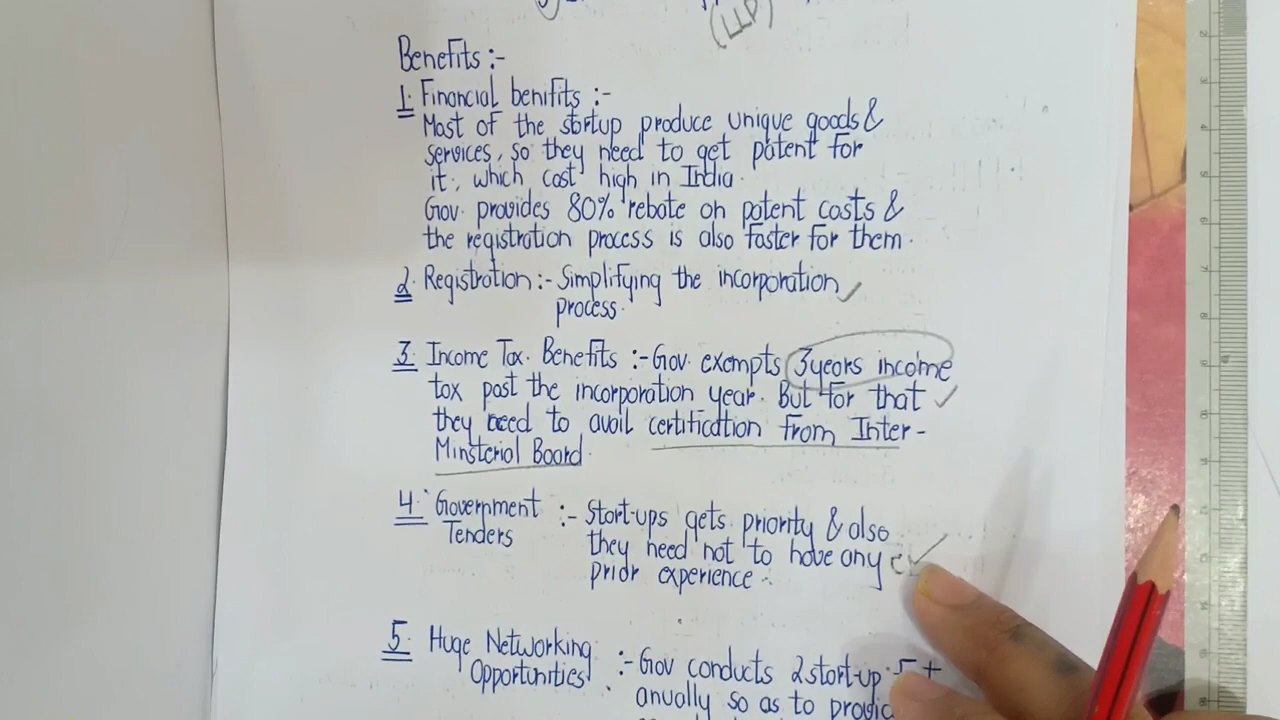 (LLP)
Benefits :-
1. Financial benifits :-
Most of the startup produce unique goods &
services, so they need to get patent for
it, which cost high in India.
Gov. provides 80% rebate on patent costs &
the registration process is also faster for them.
2. Registration :- Simplifying the incorporation
process.
3. Income Tax Benefits :- Gov. exempts 3 years income
tax past the incorporation year. But for that
they need to avail certification from Inter-
Minsterial Board.
4. Government Tenders :- Start-ups gets priority & also
they need not to have any
prior experience.
5. Huge Networking Opportunities :- Gov conducts 2 start-up
anually so as to